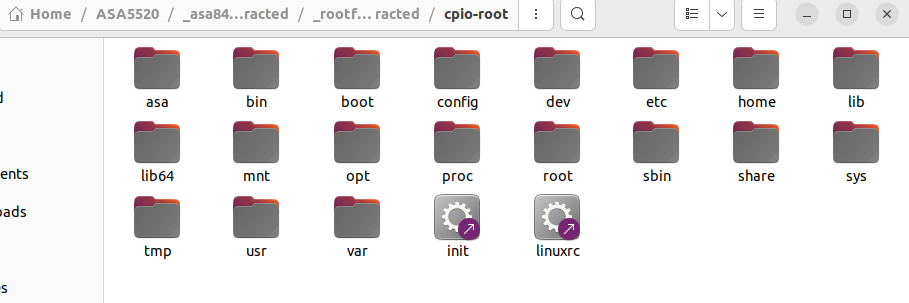 Home / ASA5520 / _asa84...racted / _rootf... racted / cpio-root
asa bin boot config dev etc home lib
lib64 mnt opt proc root sbin share sys
ents
oads
tmp usr var init linuxrc